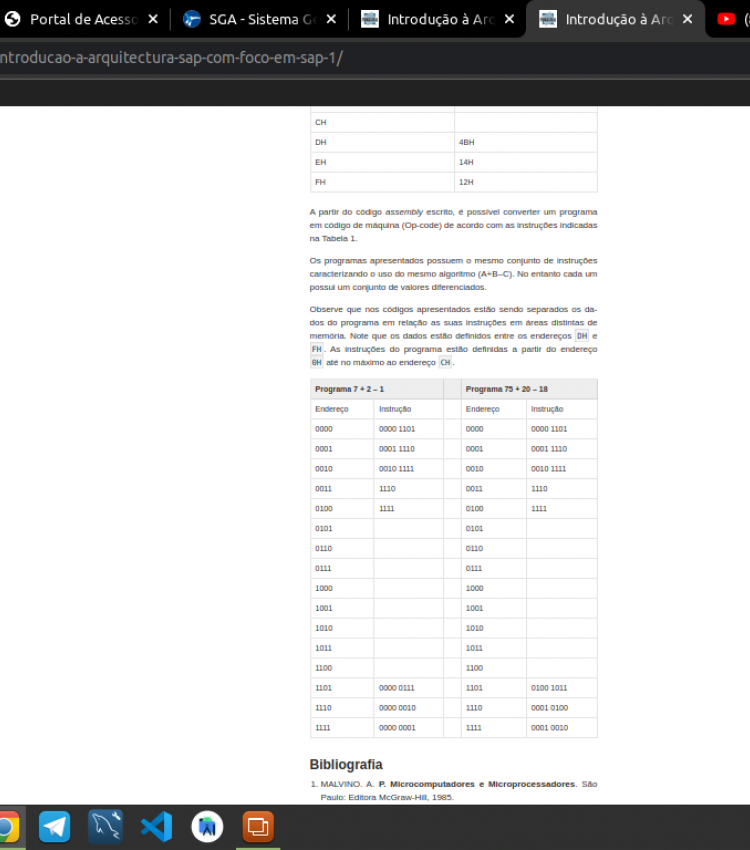 Portal de Acesso SGA - Sistema Ge Introdução à Arq Introdução à Arq
ntroducao-a-arquitectura-sap-com-foco-em-sap-1/
CH
DH 4BH
EH 14H
FH 12H
A partir do código assembly escrito, é possível converter um programa
em código de máquina (Op-code) de acordo com as instruções indicadas
na Tabela 1.
Os programas apresentados possuem o mesmo conjunto de instruções
caracterizando o uso do mesmo algoritmo (A+B–C). No entanto cada um
possui um conjunto de valores diferenciados.
Observe que nos códigos apresentados estão sendo separados os da-
dos do programa em relação as suas instruções em áreas distintas de
memória. Note que os dados estão definidos entre os endereços DH e
FH. As instruções do programa estão definidas a partir do endereço
0H até no máximo ao endereço CH.
Programa 7 + 2 – 1 Programa 75 + 20 – 18
Endereço Instrução Endereço Instrução
0000 0000 1101 0000 0000 1101
0001 0001 1110 0001 0001 1110
0010 0010 1111 0010 0010 1111
0011 1110 0011 1110
0100 1111 0100 1111
0101 0101
0110 0110
0111 0111
1000 1000
1001 1001
1010 1010
1011 1011
1100 1100
1101 0000 0111 1101 0100 1011
1110 0000 0010 1110 0001 0100
1111 0000 0001 1111 0001 0010
Bibliografia
1. MALVINO. A. P. Microcomputadores e Microprocessadores. São
Paulo: Editora McGraw-Hill, 1985.